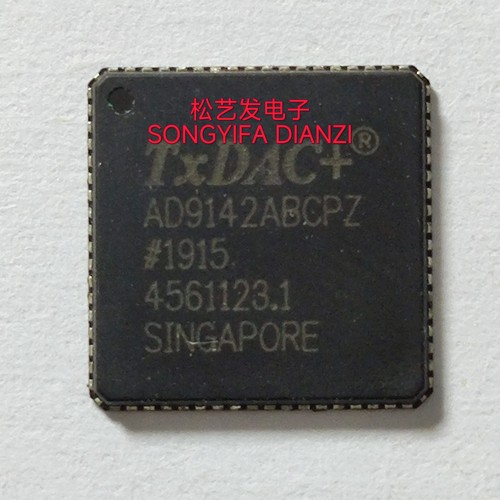 松艺发电子
SONGYIFA DIANZI
TxDAC+®
AD9142ABCPZ
#1915
4561123.1
SINGAPORE